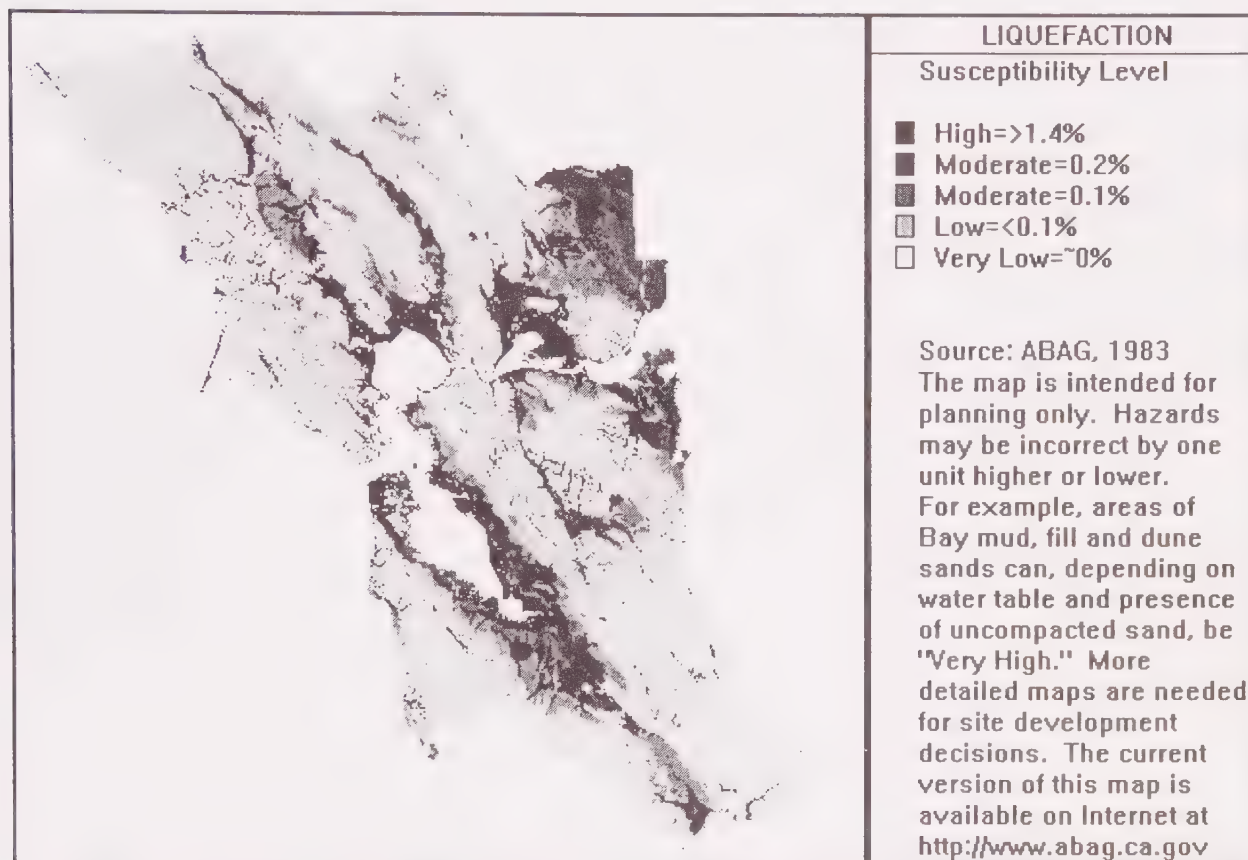 LIQUEFACTION
Susceptibility Level
High=>1.4%
Moderate=0.2%
Moderate=0.1%
Low=<0.1%
Very Low=~0%
Source: ABAG, 1983
The map is intended for
planning only. Hazards
may be incorrect by one
unit higher or lower.
For example, areas of
Bay mud, fill and dune
sands can, depending on
water table and presence
of uncompacted sand, be
"Very High." More
detailed maps are needed
for site development
decisions. The current
version of this map is
available on Internet at
http://www.abag.ca.gov